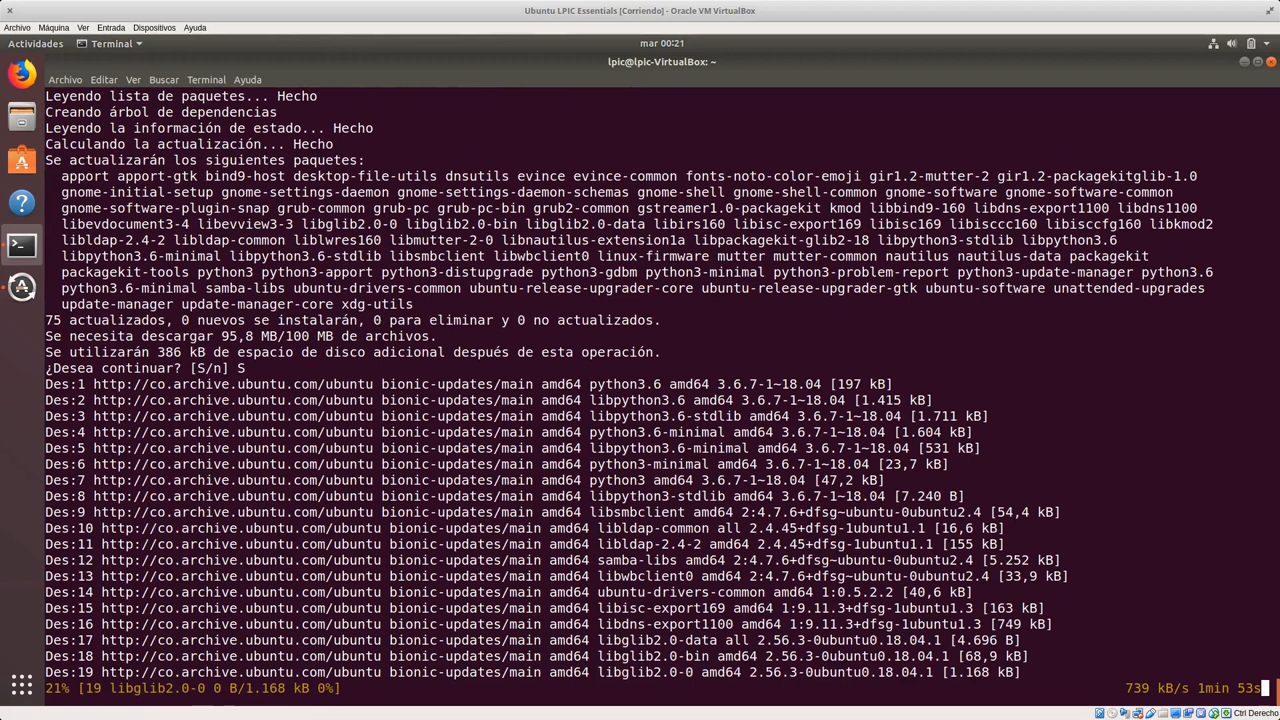 Ubuntu LPIC Essentials [Corriendo] - Oracle VM VirtualBox
Archivo Máquina Ver Entrada Dispositivos Ayuda
Actividades Terminal mar 00:21
lpic@lpic-VirtualBox: ~
Archivo Editar Ver Buscar Terminal Ayuda
Leyendo lista de paquetes... Hecho
Creando árbol de dependencias
Leyendo la información de estado... Hecho
Calculando la actualización... Hecho
Se actualizarán los siguientes paquetes:
apport apport-gtk bind9-host desktop-file-utils dnsutils evince evince-common fonts-noto-color-emoji gir1.2-mutter-2 gir1.2-packagekitglib-1.0
gnome-initial-setup gnome-settings-daemon gnome-settings-daemon-schemas gnome-shell gnome-shell-common gnome-software gnome-software-common
gnome-software-plugin-snap grub-common grub-pc grub-pc-bin grub2-common gstreamer1.0-packagekit kmod libbind9-160 libdns-export1100 libdns1100
libevdocument3-4 libevview3-3 libglib2.0-0 libglib2.0-bin libglib2.0-data libirs160 libisc-export169 libisc169 libisccc160 libisccfg160 libkmod2
libldap-2.4-2 libldap-common liblwres160 libmutter-2-0 libnautilus-extension1a libpackagekit-glib2-18 libpython3-stdlib libpython3.6
libpython3.6-minimal libpython3.6-stdlib libsmbclient libwbclient0 linux-firmware mutter mutter-common nautilus nautilus-data packagekit
packagekit-tools python3 python3-apport python3-distupgrade python3-gdbm python3-minimal python3-problem-report python3-update-manager python3.6
python3.6-minimal samba-libs ubuntu-drivers-common ubuntu-release-upgrader-core ubuntu-release-upgrader-gtk ubuntu-software unattended-upgrades
update-manager update-manager-core xdg-utils
75 actualizados, 0 nuevos se instalarán, 0 para eliminar y 0 no actualizados.
Se necesita descargar 95,8 MB/100 MB de archivos.
Se utilizarán 386 kB de espacio de disco adicional después de esta operación.
¿Desea continuar? [S/n] S
Des:1 http://co.archive.ubuntu.com/ubuntu bionic-updates/main amd64 python3.6 amd64 3.6.7-1~18.04 [197 kB]
Des:2 http://co.archive.ubuntu.com/ubuntu bionic-updates/main amd64 libpython3.6 amd64 3.6.7-1~18.04 [1.415 kB]
Des:3 http://co.archive.ubuntu.com/ubuntu bionic-updates/main amd64 libpython3.6-stdlib amd64 3.6.7-1~18.04 [1.711 kB]
Des:4 http://co.archive.ubuntu.com/ubuntu bionic-updates/main amd64 python3.6-minimal amd64 3.6.7-1~18.04 [1.604 kB]
Des:5 http://co.archive.ubuntu.com/ubuntu bionic-updates/main amd64 libpython3.6-minimal amd64 3.6.7-1~18.04 [531 kB]
Des:6 http://co.archive.ubuntu.com/ubuntu bionic-updates/main amd64 python3-minimal amd64 3.6.7-1~18.04 [23,7 kB]
Des:7 http://co.archive.ubuntu.com/ubuntu bionic-updates/main amd64 python3 amd64 3.6.7-1~18.04 [47,2 kB]
Des:8 http://co.archive.ubuntu.com/ubuntu bionic-updates/main amd64 libpython3-stdlib amd64 3.6.7-1~18.04 [7.240 B]
Des:9 http://co.archive.ubuntu.com/ubuntu bionic-updates/main amd64 libsmbclient amd64 2:4.7.6+dfsg~ubuntu-0ubuntu2.4 [54,4 kB]
Des:10 http://co.archive.ubuntu.com/ubuntu bionic-updates/main amd64 libldap-common all 2.4.45+dfsg-1ubuntu1.1 [16,6 kB]
Des:11 http://co.archive.ubuntu.com/ubuntu bionic-updates/main amd64 libldap-2.4-2 amd64 2.4.45+dfsg-1ubuntu1.1 [155 kB]
Des:12 http://co.archive.ubuntu.com/ubuntu bionic-updates/main amd64 samba-libs amd64 2:4.7.6+dfsg~ubuntu-0ubuntu2.4 [5.252 kB]
Des:13 http://co.archive.ubuntu.com/ubuntu bionic-updates/main amd64 libwbclient0 amd64 2:4.7.6+dfsg~ubuntu-0ubuntu2.4 [33,9 kB]
Des:14 http://co.archive.ubuntu.com/ubuntu bionic-updates/main amd64 ubuntu-drivers-common amd64 1:0.5.2.2 [40,6 kB]
Des:15 http://co.archive.ubuntu.com/ubuntu bionic-updates/main amd64 libisc-export169 amd64 1:9.11.3+dfsg-1ubuntu1.3 [163 kB]
Des:16 http://co.archive.ubuntu.com/ubuntu bionic-updates/main amd64 libdns-export1100 amd64 1:9.11.3+dfsg-1ubuntu1.3 [749 kB]
Des:17 http://co.archive.ubuntu.com/ubuntu bionic-updates/main amd64 libglib2.0-data all 2.56.3-0ubuntu0.18.04.1 [4.696 B]
Des:18 http://co.archive.ubuntu.com/ubuntu bionic-updates/main amd64 libglib2.0-bin amd64 2.56.3-0ubuntu0.18.04.1 [68,9 kB]
Des:19 http://co.archive.ubuntu.com/ubuntu bionic-updates/main amd64 libglib2.0-0 amd64 2.56.3-0ubuntu0.18.04.1 [1.168 kB]
21% [19 libglib2.0-0 0 B/1.168 kB 0%] 739 kB/s 1min 53s
Ctrl Derecho